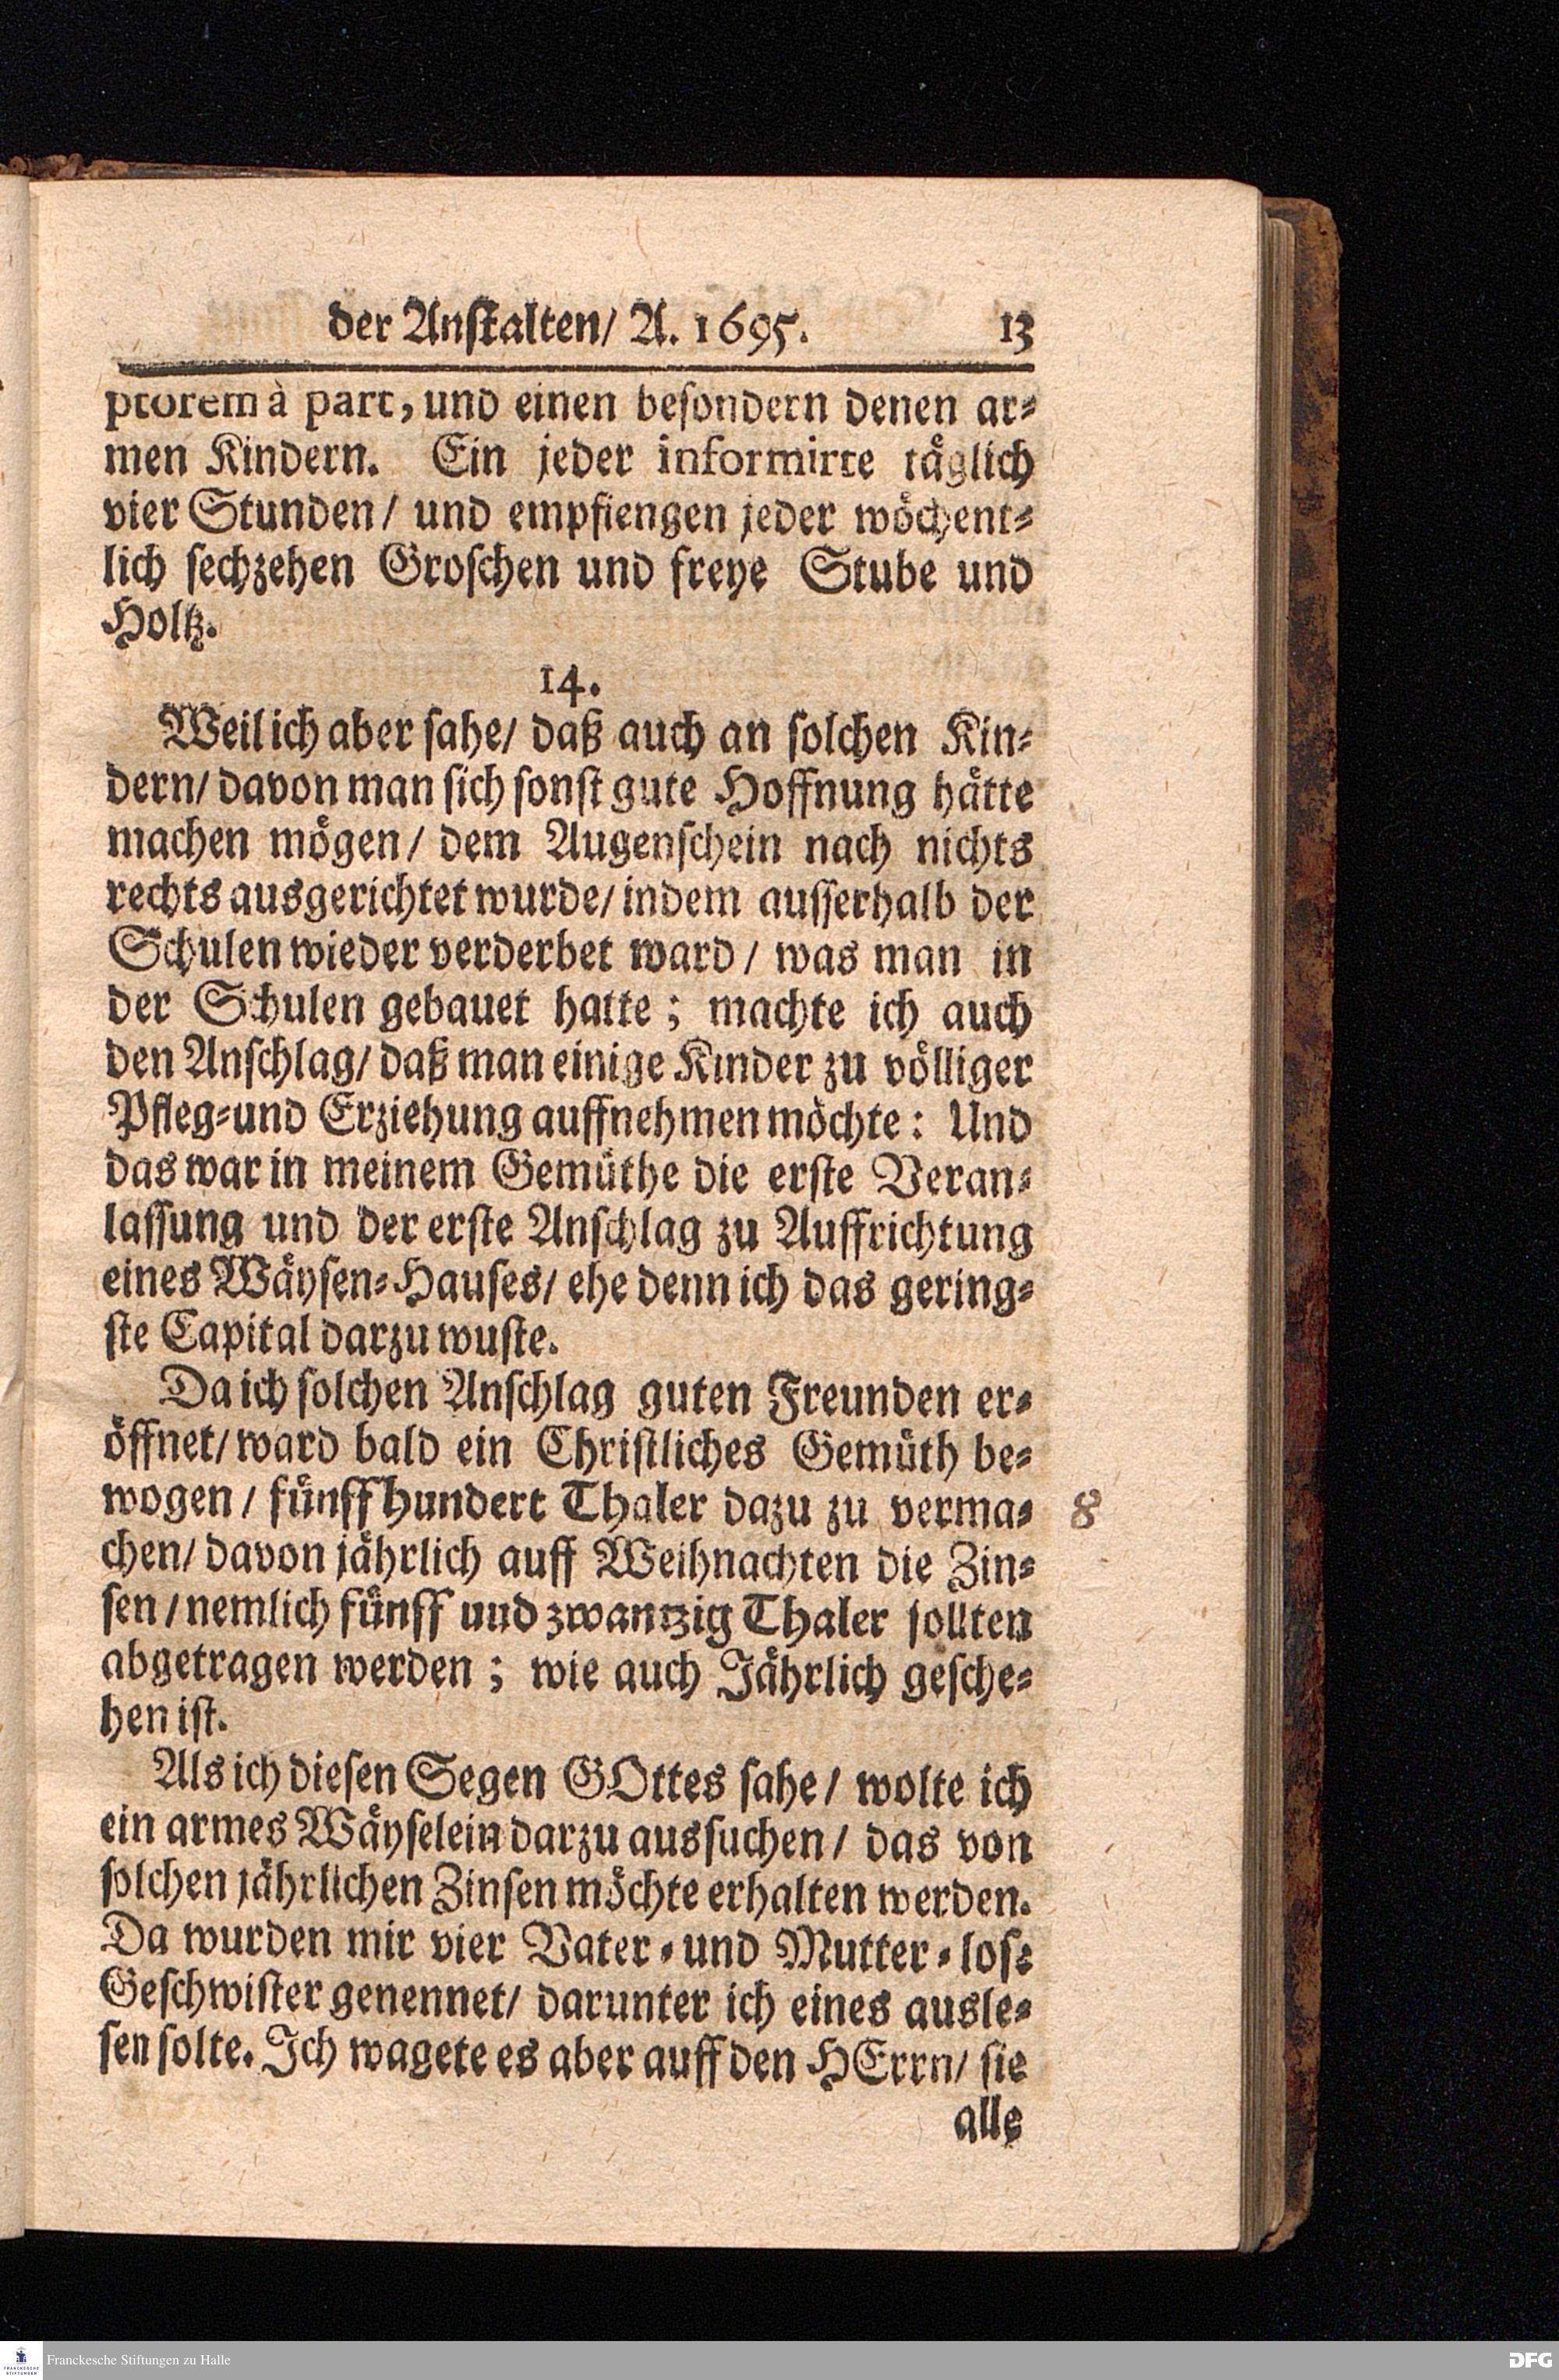 der Anſtalten/ A. 1695. 13
ptorem à part, und einen beſondern denen ar⸗
men Kindern. Ein jeder informirte täglich
vier Stunden/ und empfiengen jeder wöchent⸗
lich ſechzehen Groſchen und freye Stube und
Holtz.
14.
Weil ich aber ſahe/ daß auch an ſolchen Kin⸗
dern/ davon man ſich ſonſt gute Hoffnung hätte
machen mögen/ dem Augenſchein nach nichts
rechts ausgerichtet wurde/ indem auſſerhalb der
Schulen wieder verderbet ward/ was man in
der Schulen gebauet hatte; machte ich auch
den Anſchlag/ daß man einige Kinder zu völliger
Pfleg⸗und Erziehung auffnehmen möchte: Und
das war in meinem Gemüthe die erſte Veran⸗
laſſung und der erſte Anſchlag zu Auffrichtung
eines Wäyſen⸗Hauſes/ ehe denn ich das gering⸗
ſte Capital darzu wuſte.
Da ich ſolchen Anſchlag guten Freunden er⸗
öffnet/ ward bald ein Chriſtliches Gemüth be⸗
wogen/ fünff hundert Thaler dazu zu verma⸗ 8
chen/ davon jährlich auff Weihnachten die Zin⸗
ſen/ nemlich fünff und zwantzig Thaler ſollten
abgetragen werden; wie auch Jährlich geſche⸗
hen iſt.
Als ich dieſen Segen GOttes ſahe/ wolte ich
ein armes Wäyſelein darzu ausſuchen/ das von
ſolchen jährlichen Zinſen möchte erhalten werden.
Da wurden mir vier Vater⸗und Mutter⸗loſe
Geſchwiſter genennet/ darunter ich eines ausle⸗
ſen ſolte. Ich wagete es aber auff den HErrn/ ſie
alle
FRANCKESCHE STIFTUNGEN
Franckesche Stiftungen zu Halle
DFG